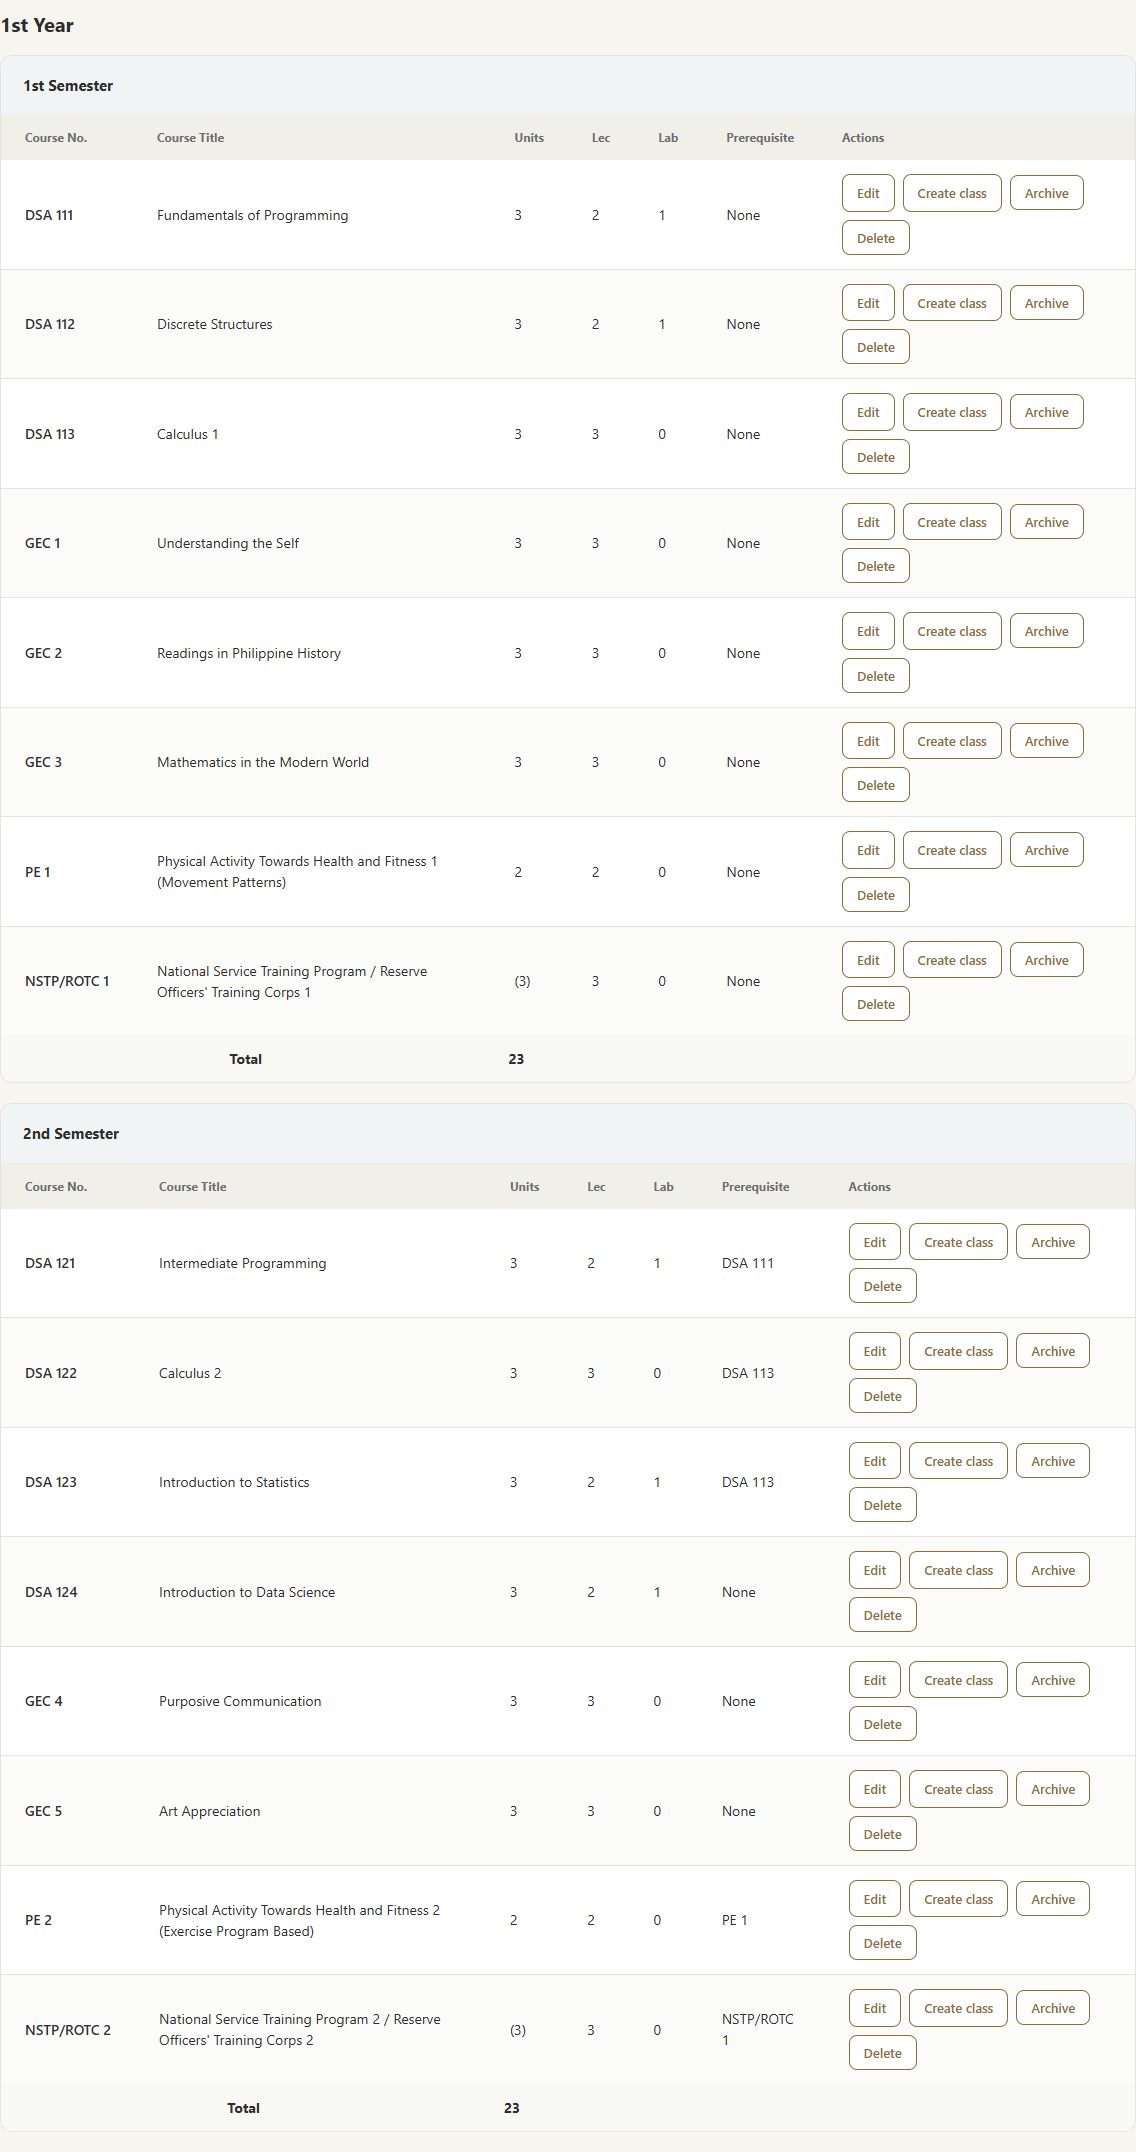 1st Year
1st Semester
Course No. Course Title Units Lec Lab Prerequisite Actions
DSA 111 Fundamentals of Programming 3 2 1 None Edit Create class Archive
Delete
DSA 112 Discrete Structures 3 2 1 None Edit Create class Archive
Delete
DSA 113 Calculus 1 3 3 0 None Edit Create class Archive
Delete
GEC 1 Understanding the Self 3 3 0 None Edit Create class Archive
Delete
GEC 2 Readings in Philippine History 3 3 0 None Edit Create class Archive
Delete
GEC 3 Mathematics in the Modern World 3 3 0 None Edit Create class Archive
Delete
PE 1 Physical Activity Towards Health and Fitness 1
(Movement Patterns) 2 2 0 None Edit Create class Archive
Delete
NSTP/ROTC 1 National Service Training Program / Reserve
Officers' Training Corps 1 (3) 3 0 None Edit Create class Archive
Delete
Total 23
2nd Semester
Course No. Course Title Units Lec Lab Prerequisite Actions
DSA 121 Intermediate Programming 3 2 1 DSA 111 Edit Create class Archive
Delete
DSA 122 Calculus 2 3 3 0 DSA 113 Edit Create class Archive
Delete
DSA 123 Introduction to Statistics 3 2 1 DSA 113 Edit Create class Archive
Delete
DSA 124 Introduction to Data Science 3 2 1 None Edit Create class Archive
Delete
GEC 4 Purposive Communication 3 3 0 None Edit Create class Archive
Delete
GEC 5 Art Appreciation 3 3 0 None Edit Create class Archive
Delete
PE 2 Physical Activity Towards Health and Fitness 2
(Exercise Program Based) 2 2 0 PE 1 Edit Create class Archive
Delete
NSTP/ROTC 2 National Service Training Program 2 / Reserve
Officers' Training Corps 2 (3) 3 0 NSTP/ROTC
1 Edit Create class Archive
Delete
Total 23